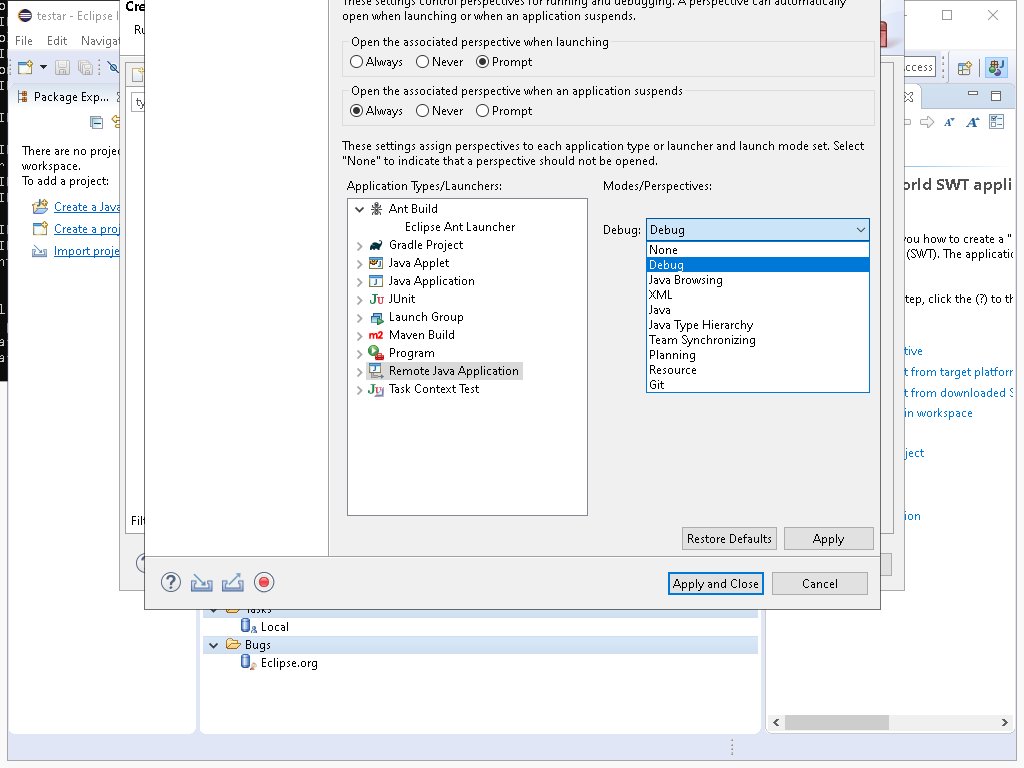 testar - Eclipse I
File Edit Navigat
Package Exp...
There are no proje
workspace.
To add a project:
Create a Java
Create a proj
Import proje
Cre
Ru
ty
Filt
These settings control perspectives for running and debugging. A perspective can automatically
open when launching or when an application suspends.
Open the associated perspective when launching
Always Never Prompt
Open the associated perspective when an application suspends
Always Never Prompt
These settings assign perspectives to each application type or launcher and launch mode set. Select
"None" to indicate that a perspective should not be opened.
Application Types/Launchers:
Modes/Perspectives:
Ant Build
Eclipse Ant Launcher
Gradle Project
Java Applet
Java Application
JUnit
Launch Group
Maven Build
Program
Remote Java Application
Task Context Test
Debug: Debug
None
Debug
Java Browsing
XML
Java
Java Type Hierarchy
Team Synchronizing
Planning
Resource
Git
Restore Defaults Apply
Apply and Close Cancel
ccess
orld SWT appli
you how to create a "
(SWT). The applicatio
tep, click the (?) to th
tive
t from target platform
t from downloaded S
in workspace
ject
ion
Tasks
Local
Bugs
Eclipse.org